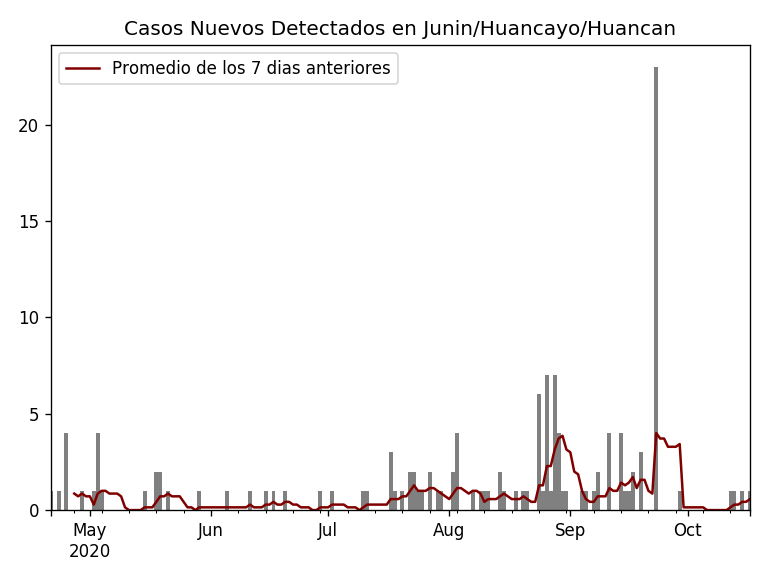 Casos Nuevos Detectados en Junin/Huancayo/Huancan
Promedio de los 7 dias anteriores
20
15
10
5
0
May Jun Jul Aug Sep Oct
2020